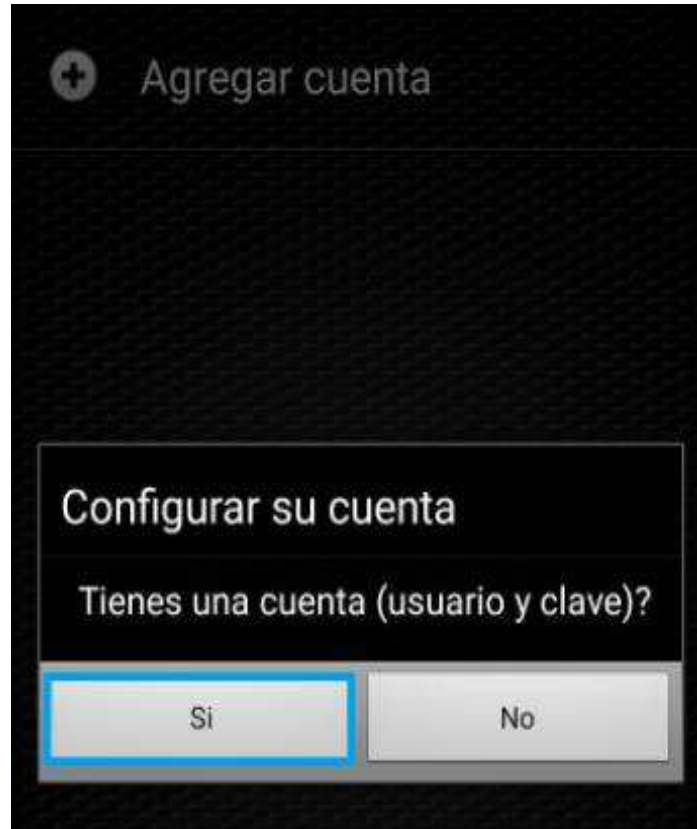 Agregar cuenta
Configurar su cuenta
Tienes una cuenta (usuario y clave)?
Si
No